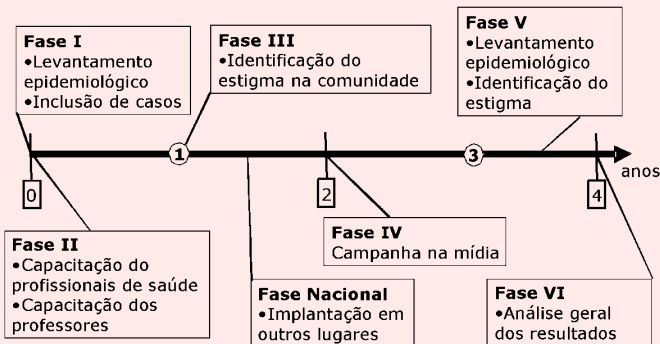 Fase I
•Levantamento
epidemiológico
•Inclusão de casos
Fase III
•Identificação do
estigma na comunidade
Fase V
•Levantamento
epidemiológico
•Identificação do
estigma
1
3
anos
0
2
4
Fase II
•Capacitação do
profissionais de saúde
•Capacitação dos
professores
Fase IV
Campanha na mídia
Fase Nacional
•Implantação em
outros lugares
Fase VI
•Análise geral
dos resultados